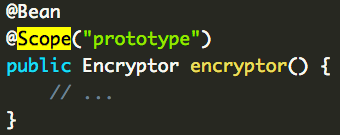 @Bean
@Scope("prototype")
public Encryptor encryptor() {
    // ...
}